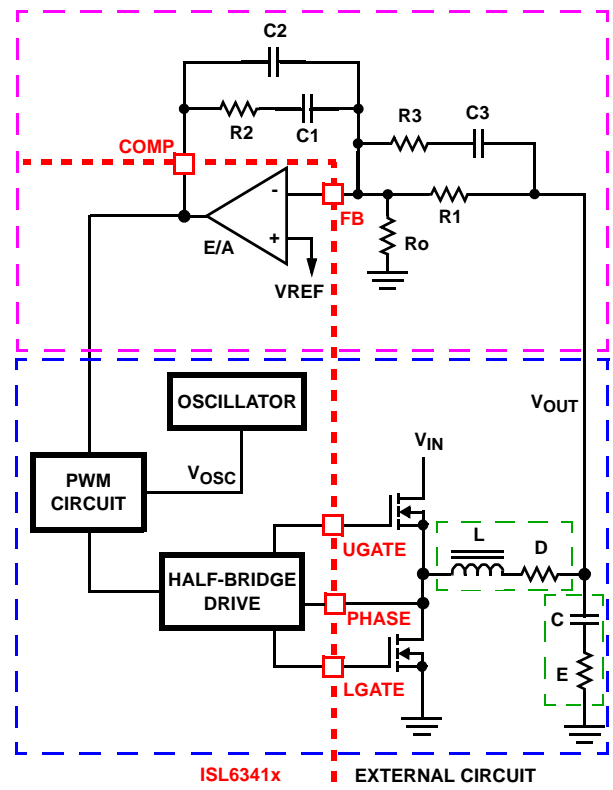 C2
R2
C1
R3
C3
COMP
-
FB
R1
+
E/A
Ro
VREF
OSCILLATOR
VOUT
VIN
PWM
CIRCUIT
VOSC
L
D
UGATE
HALF-BRIDGE
DRIVE
PHASE
C
E
LGATE
ISL6341x
EXTERNAL CIRCUIT